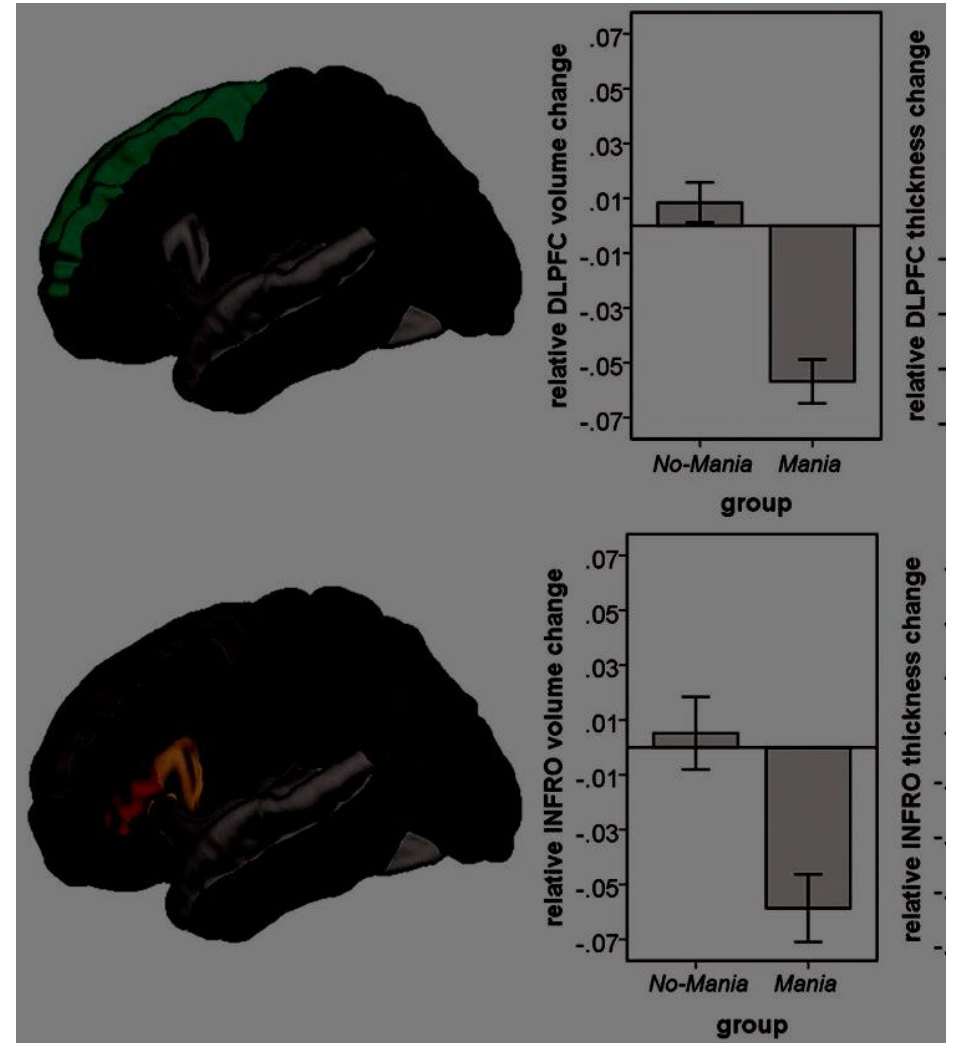 relative DLPFC volume change
.07
.05
.03
.01
-.01
-.03
-.05
-.07
No-Mania Mania
group
relative DLPFC thickness change
relative INFRO volume change
.07
.05
.03
.01
-.01
-.03
-.05
-.07
No-Mania Mania
group
relative INFRO thickness change